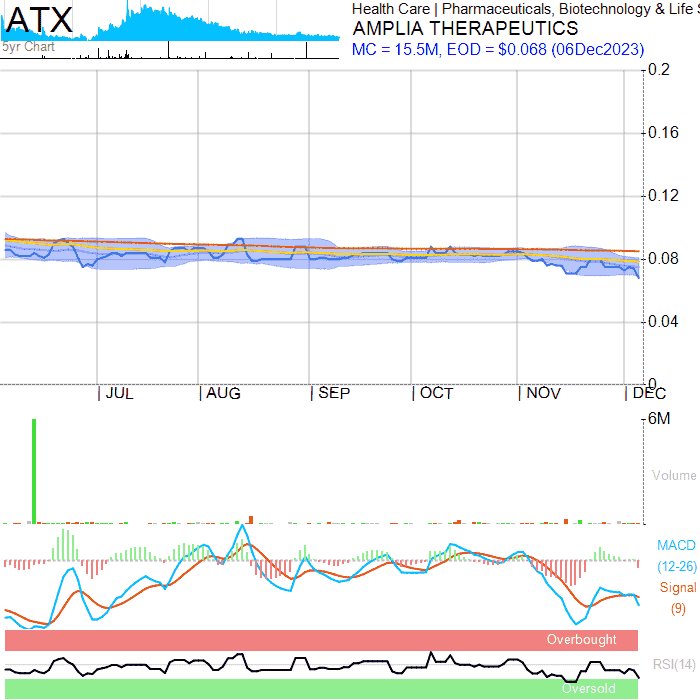 ATX
5yr Chart
Health Care | Pharmaceuticals, Biotechnology & Life S
AMPLIA THERAPEUTICS
MC = 15.5M, EOD = $0.068 (06Dec2023)
0.2
0.16
0.12
0.08
0.04
0
JUL
AUG
SEP
OCT
NOV
DEC
6M
Volume
MACD
(12-26)
Signal
(9)
Overbought
RSI(14)
Oversold